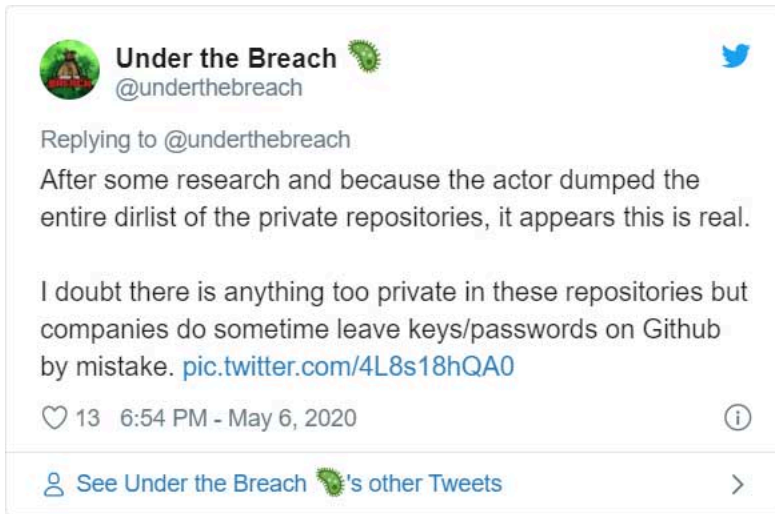 Under the Breach 🦠
@underthebreach
Replying to @underthebreach
After some research and because the actor dumped the
entire dirlist of the private repositories, it appears this is real.
I doubt there is anything too private in these repositories but
companies do sometime leave keys/passwords on Github
by mistake. pic.twitter.com/4L8s18hQA0
13 6:54 PM - May 6, 2020
See Under the Breach 🦠's other Tweets